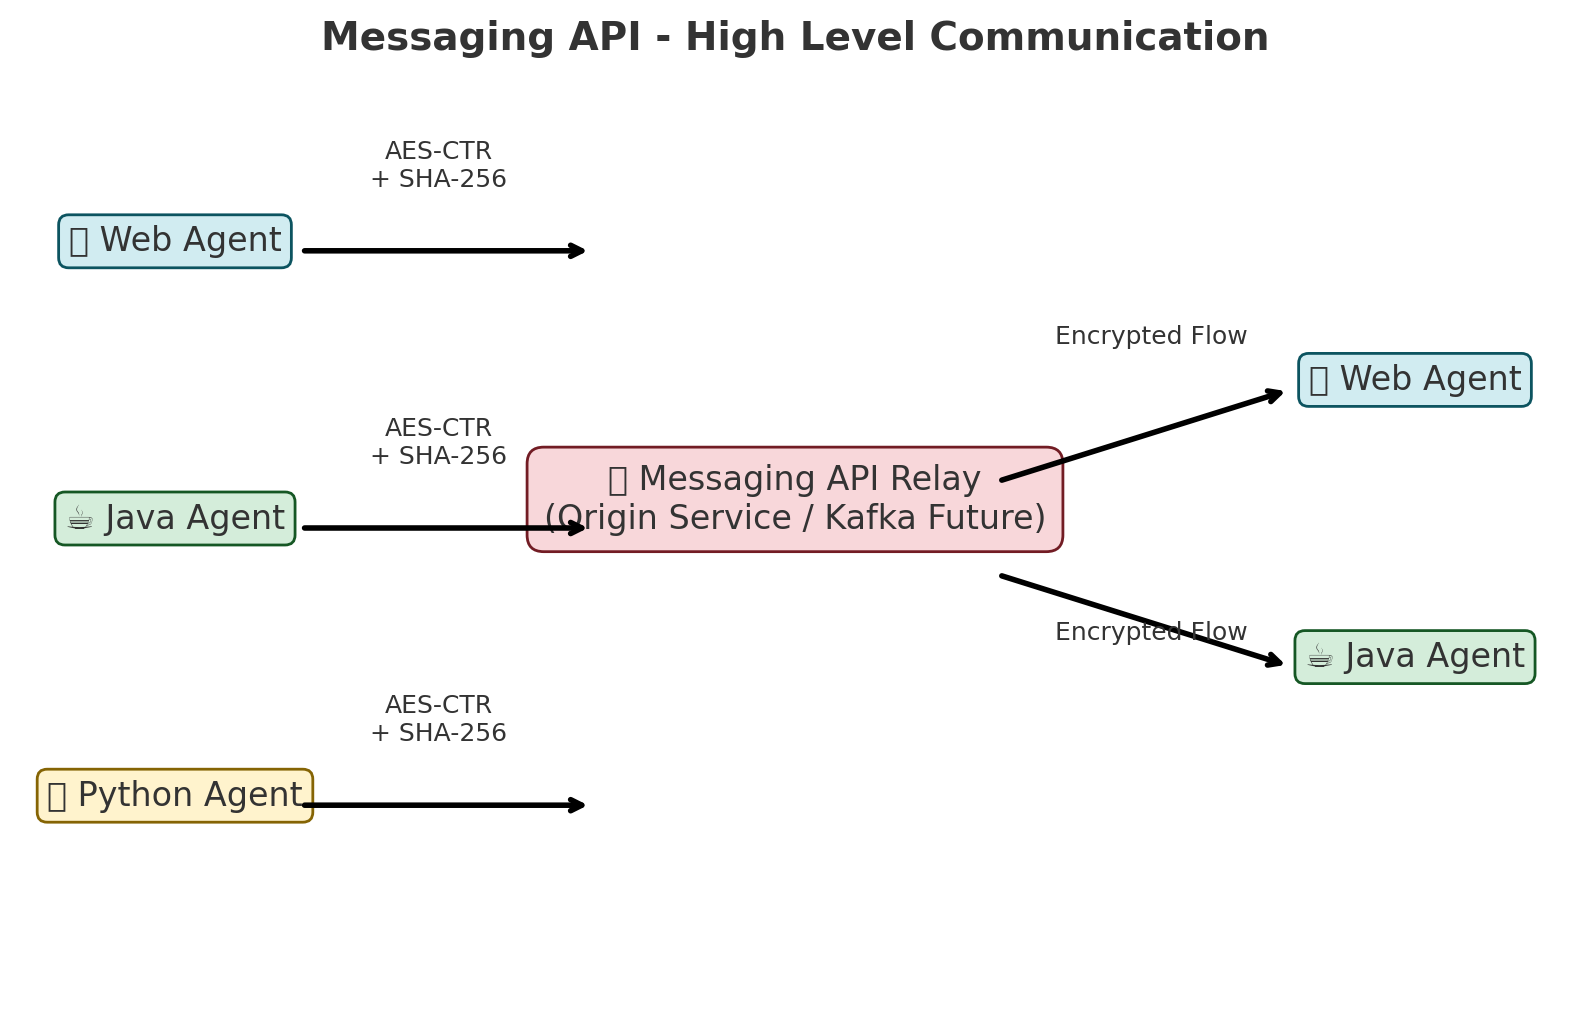 Messaging API - High Level Communication
AES-CTR
+ SHA-256
Web Agent
Encrypted Flow
Web Agent
AES-CTR
+ SHA-256
☕ Java Agent
Messaging API Relay
(Origin Service / Kafka Future)
Encrypted Flow
☕ Java Agent
AES-CTR
+ SHA-256
Python Agent